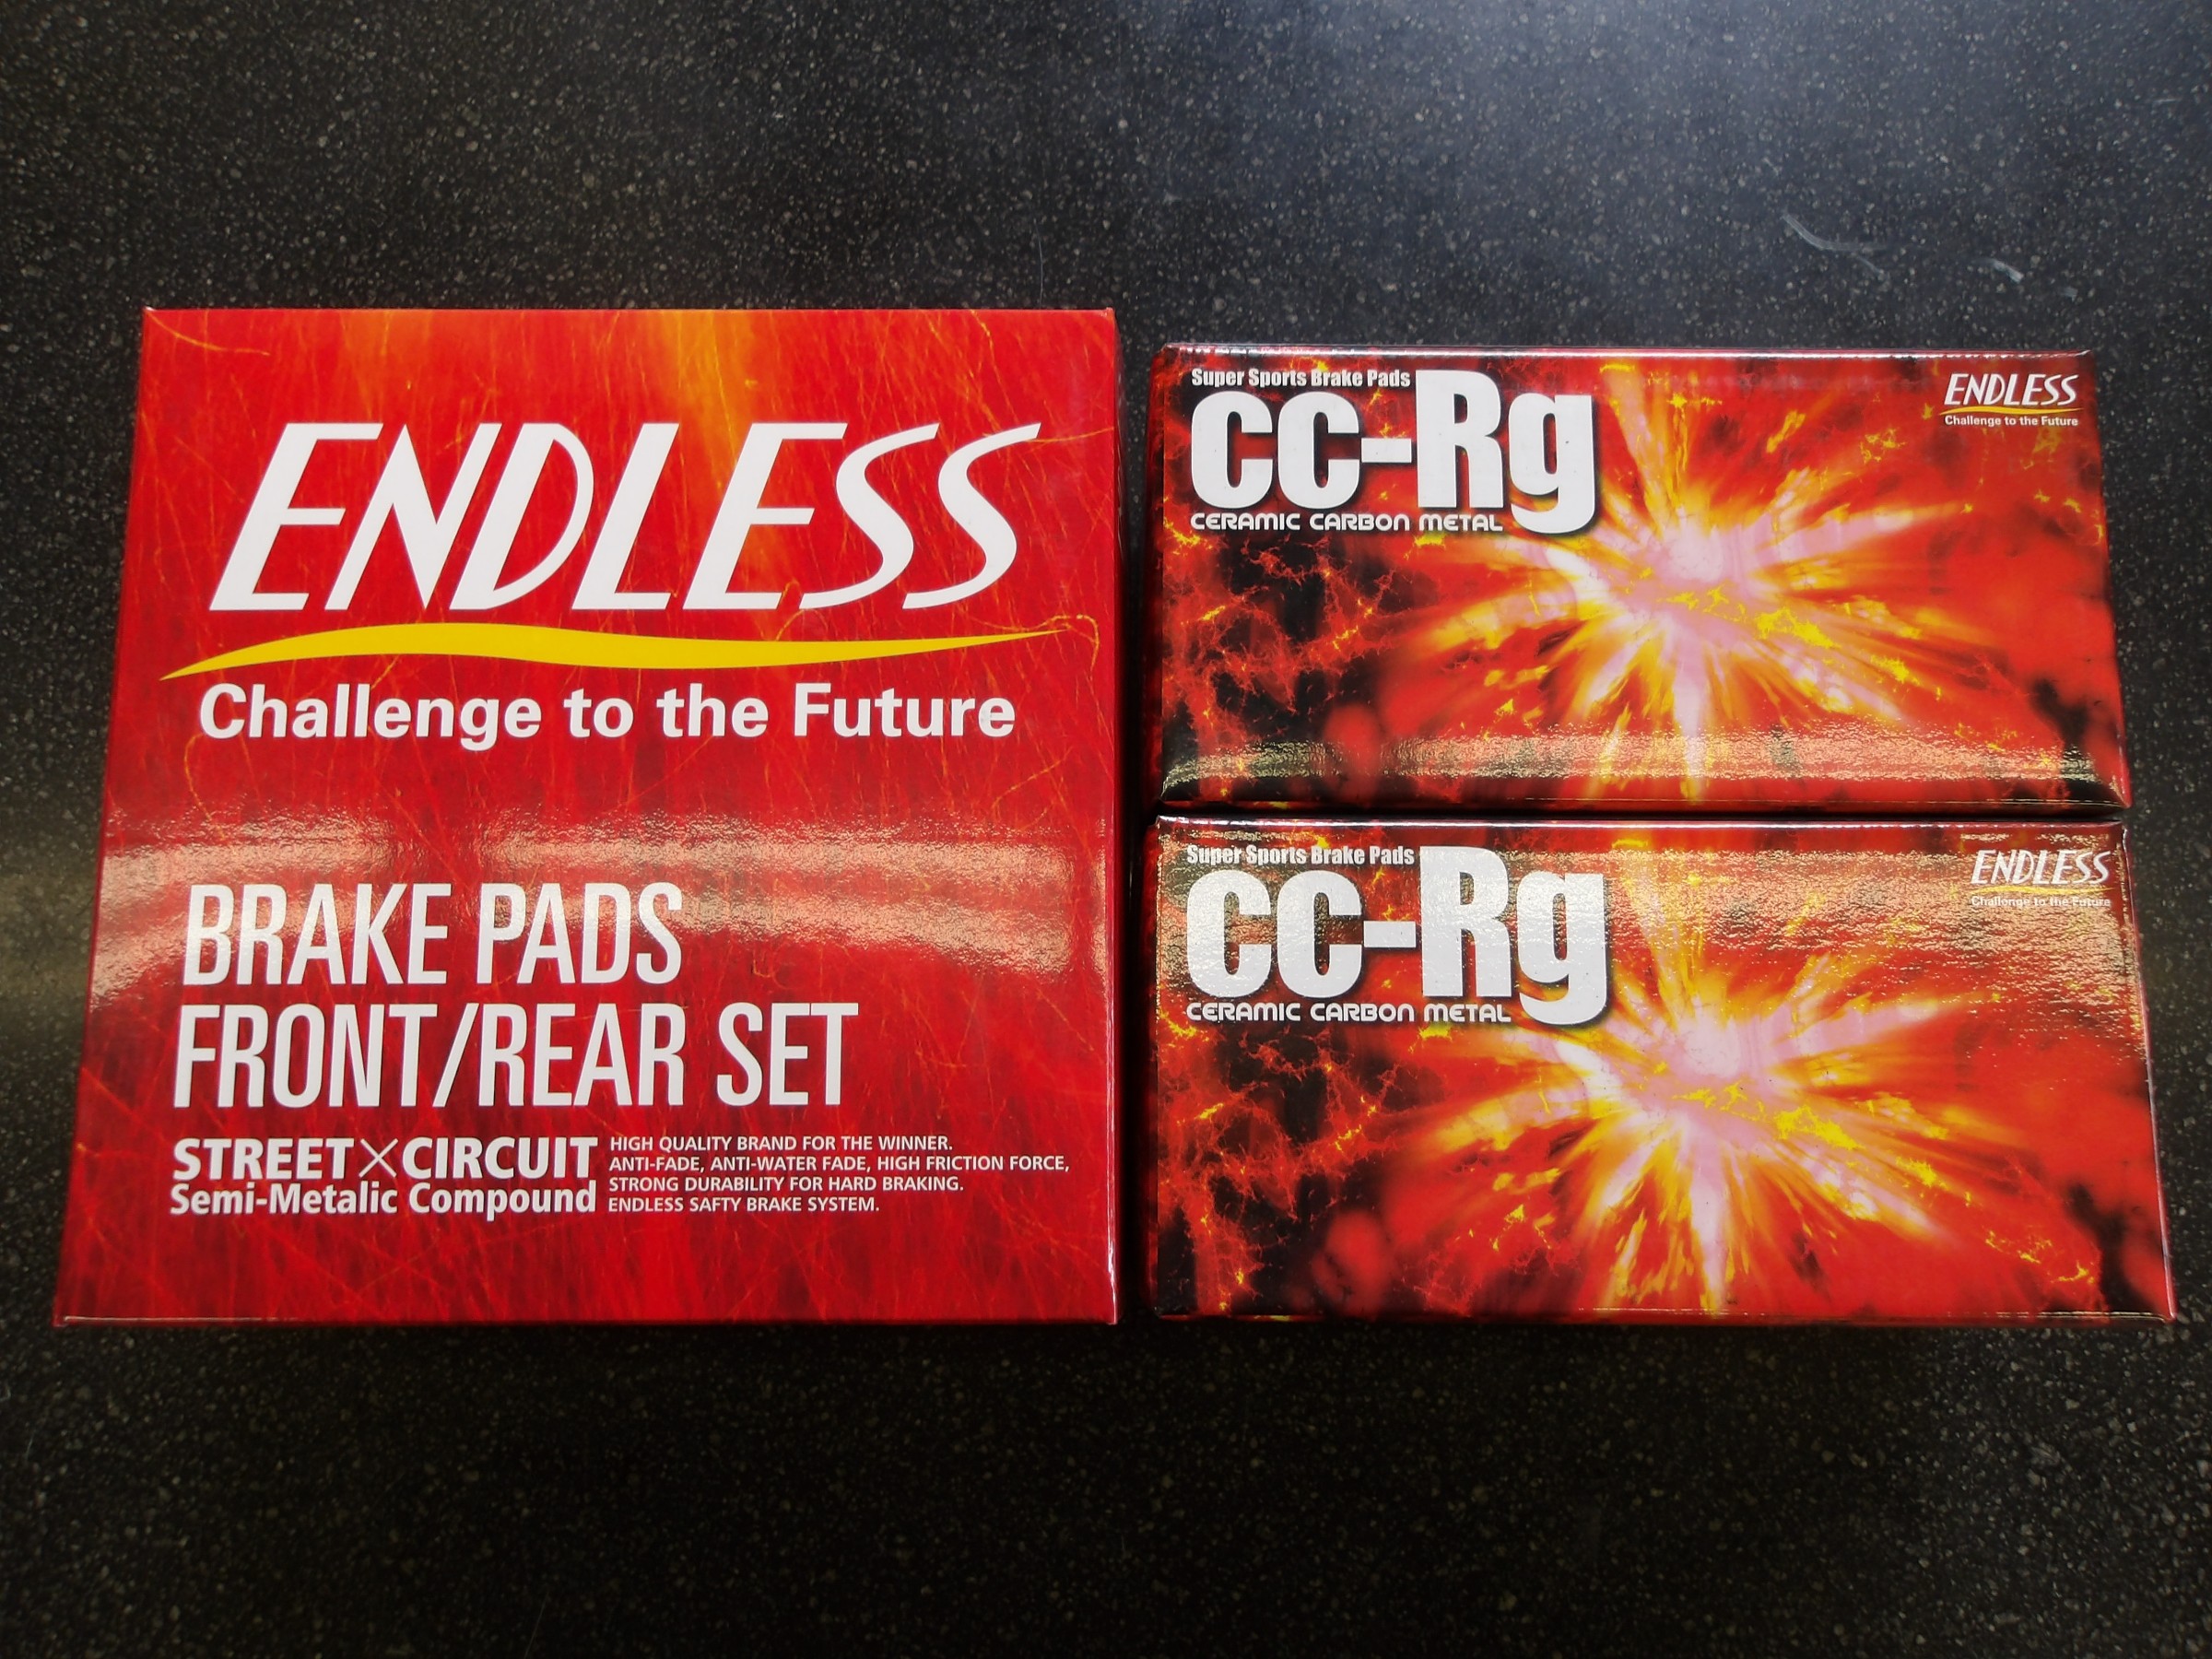 ENDLESS
Challenge to the Future
BRAKE PADS
FRONT/REAR SET
STREET×CIRCUIT
Semi-Metalic Compound
HIGH QUALITY BRAND FOR THE WINNER.
ANTI-FADE, ANTI-WATER FADE, HIGH FRICTION FORCE,
STRONG DURABILITY FOR HARD BRAKING.
ENDLESS SAFTY BRAKE SYSTEM.
Super Sports Brake Pads
CC-Rg
CERAMIC CARBON METAL
ENDLESS
Challenge to the Future
Super Sports Brake Pads
CC-Rg
CERAMIC CARBON METAL
ENDLESS
Challenge to the Future